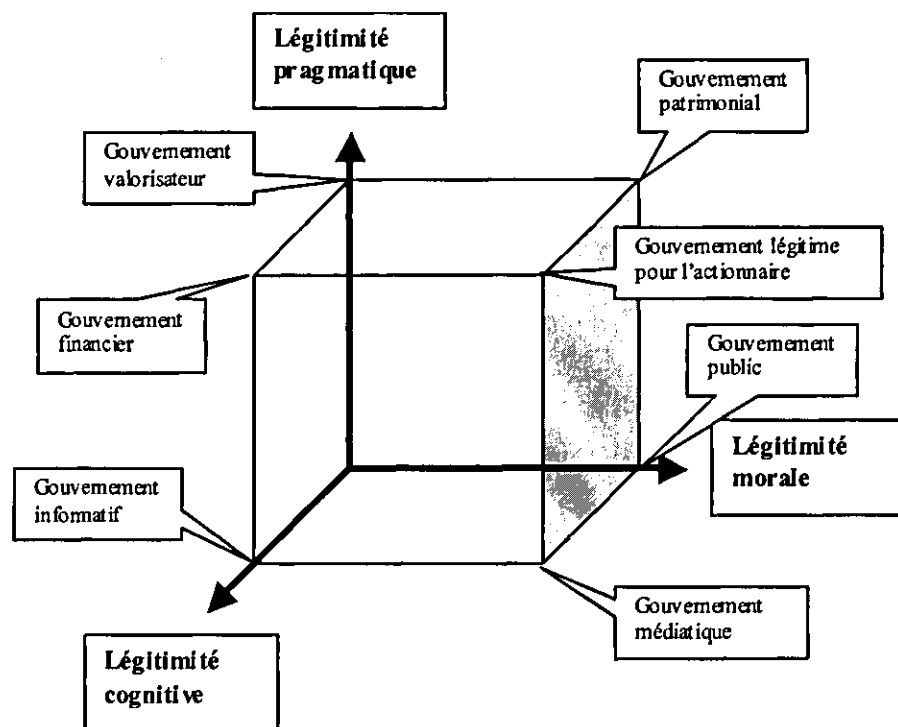 Légitimité
pragmatique
Gouvernement
patrimonial
Gouvernement
valorisateur
Gouvernement légitime
pour l'actionnaire
Gouvernement
financier
Gouvernement
public
Légitimité
morale
Gouvernement
informatif
Gouvernement
médiatique
Légitimité
cognitive